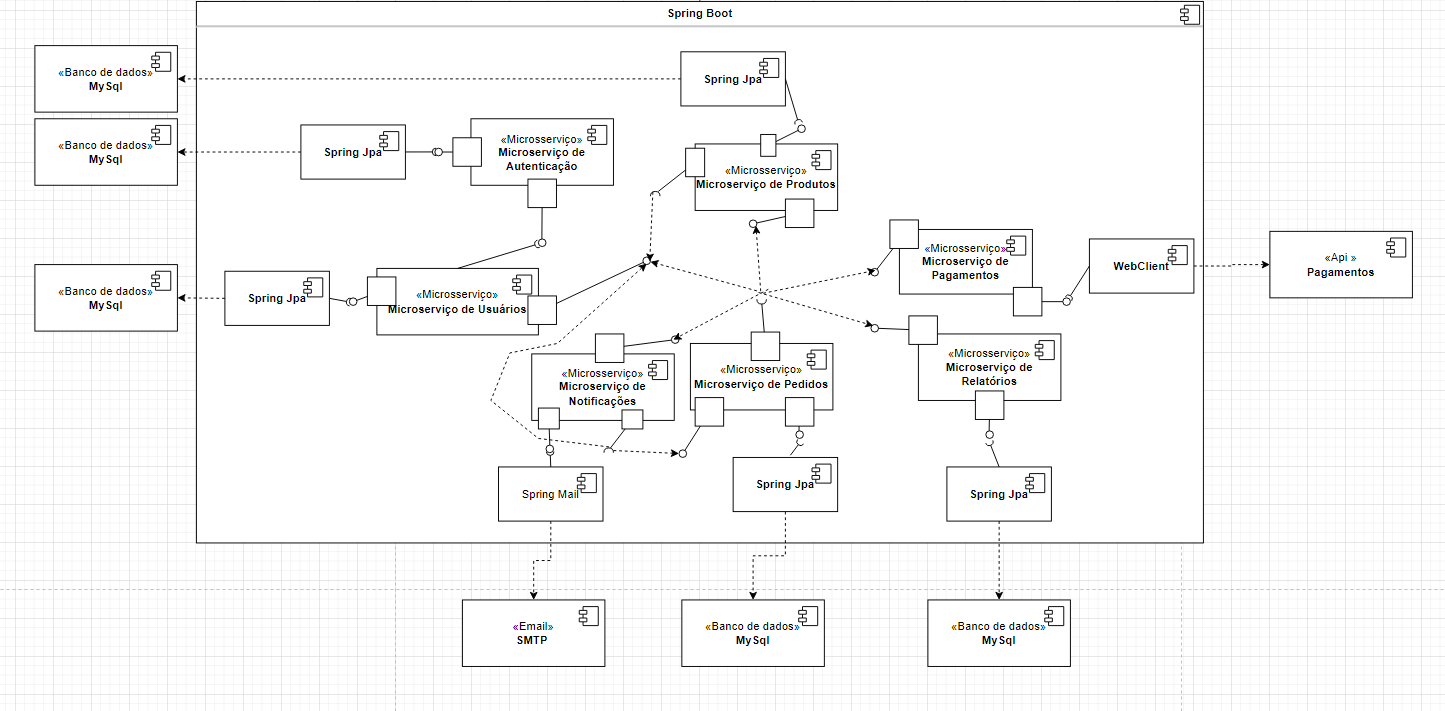 Spring Boot
«Banco de dados»
MySql
Spring Jpa
«Banco de dados»
MySql
Spring Jpa
«Microsserviço»
Microserviço de
Autenticação
«Microsserviço»
Microserviço de Produtos
«Microsserviço»
Microserviço de
Pagamentos
WebClient
«Api »
Pagamentos
«Banco de dados»
MySql
Spring Jpa
«Microsserviço»
Microserviço de Usuários
«Microsserviço»
Microserviço de
Notificações
«Microsserviço»
Microserviço de Pedidos
«Microsserviço»
Microserviço de
Relatórios
Spring Mail
Spring Jpa
Spring Jpa
«Email»
SMTP
«Banco de dados»
MySql
«Banco de dados»
MySql